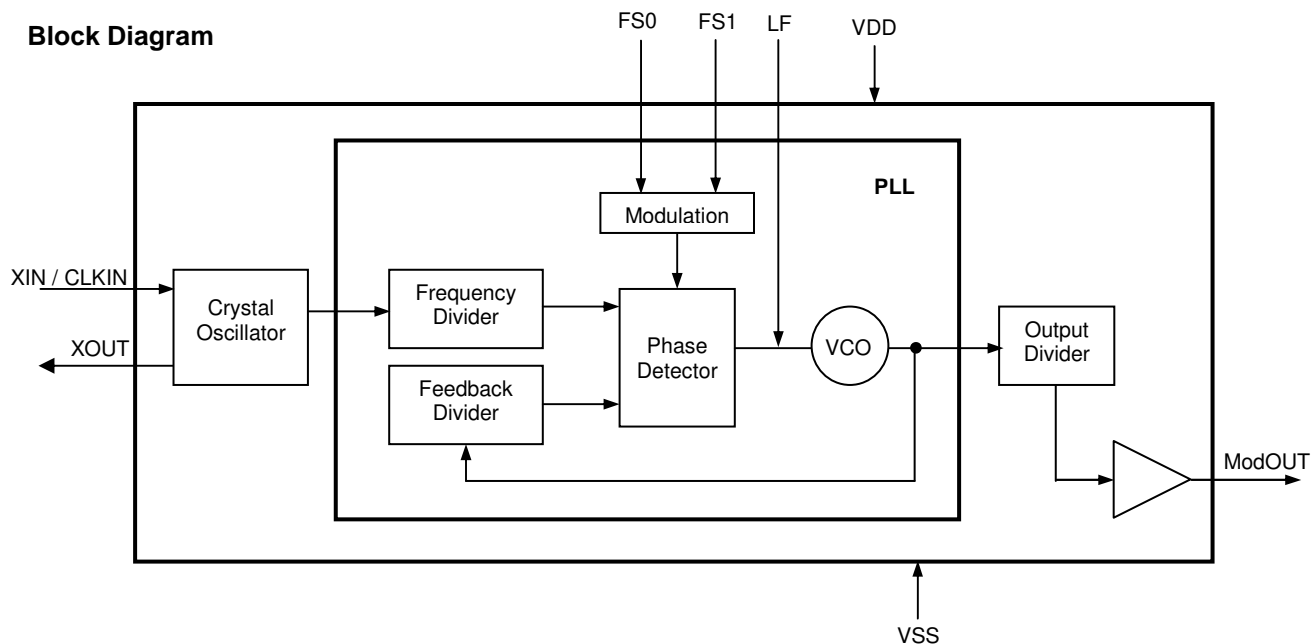 Block Diagram
FS0
FS1
LF
VDD
PLL
Modulation
XIN / CLKIN
Crystal
Oscillator
XOUT
Frequency
Divider
Feedback
Divider
Phase
Detector
VCO
Output
Divider
ModOUT
VSS